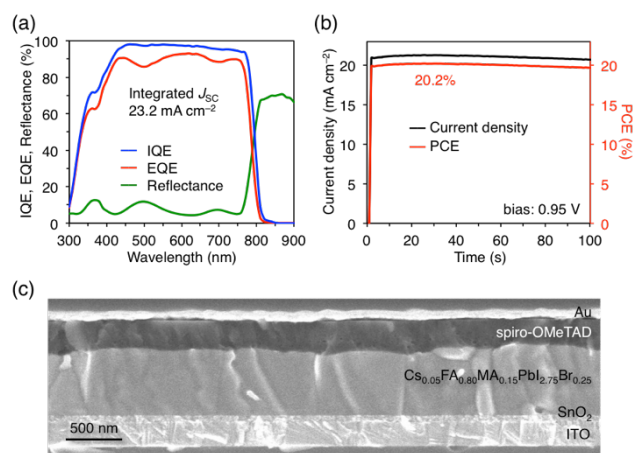 (a)
IQE, EQE, Reflectance (%)
100
80
60
40
20
0
Integrated JSC
23.2 mA cm–2
IQE
EQE
Reflectance
300 400 500 600 700 800 900
Wavelength (nm)
(b)
Current density (mA cm–2)
20
15
10
5
0
20.2%
Current density
PCE
bias: 0.95 V
20
15
10
5
0
PCE (%)
0 20 40 60 80 100
Time (s)
(c)
Au
spiro-OMeTAD
Cs0.05FA0.80MA0.15PbI2.75Br0.25
SnO2
ITO
500 nm